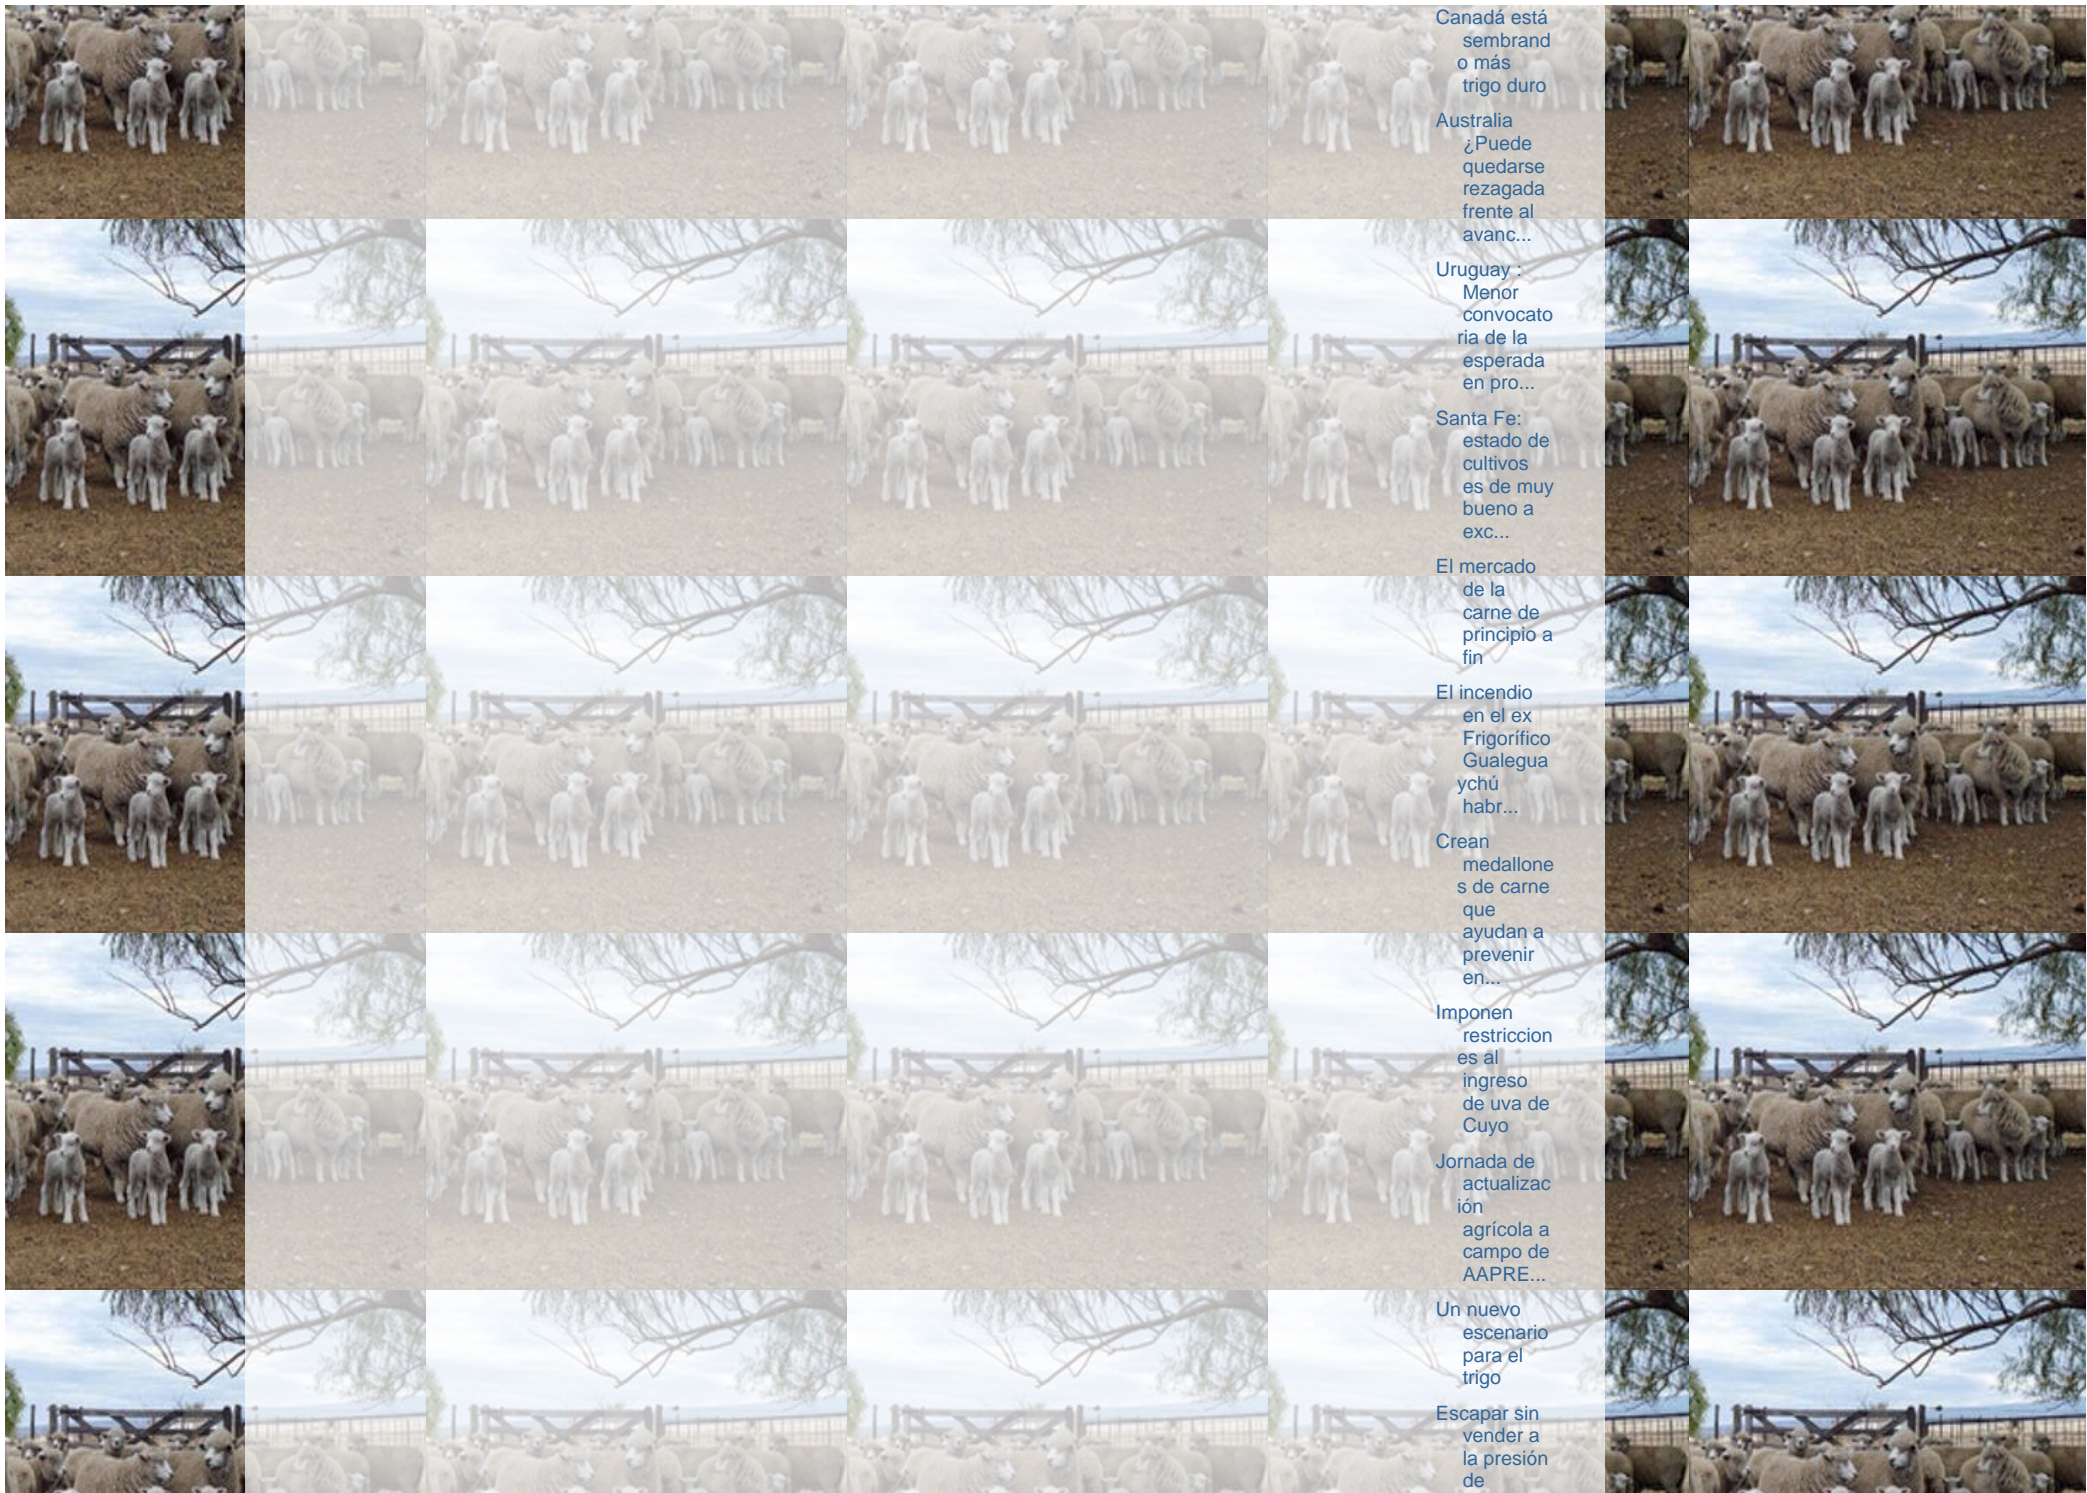 Canadá está
sembrand
o más
trigo duro
Australia
¿Puede
quedarse
rezagada
frente al
avanc...
Uruguay :
Menor
convocato
ria de la
esperada
en pro...
Santa Fe:
estado de
cultivos
es de muy
bueno a
exc...
El mercado
de la
carne de
principio a
fin
El incendio
en el ex
Frigorífico
Gualegua
ychú
habr...
Crean
medallone
s de carne
que
ayudan a
prevenir
en...
Imponen
restriccion
es al
ingreso
de uva de
Cuyo
Jornada de
actualizac
ión
agrícola a
campo de
AAPRE...
Un nuevo
escenario
para el
trigo
Escapar sin
vender a
la presión
de